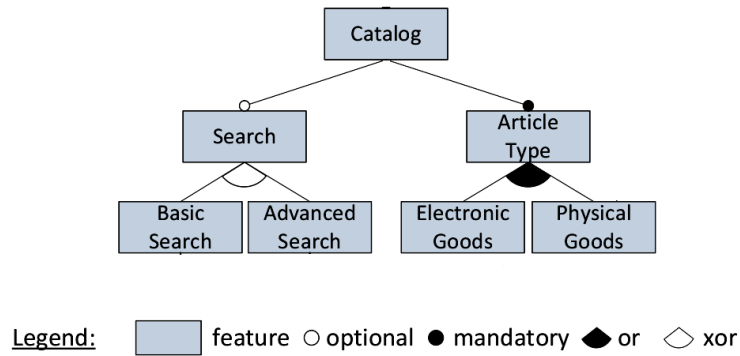 Catalog
Search
Article
Type
Basic
Search
Advanced
Search
Electronic
Goods
Physical
Goods
Legend: feature optional mandatory or xor